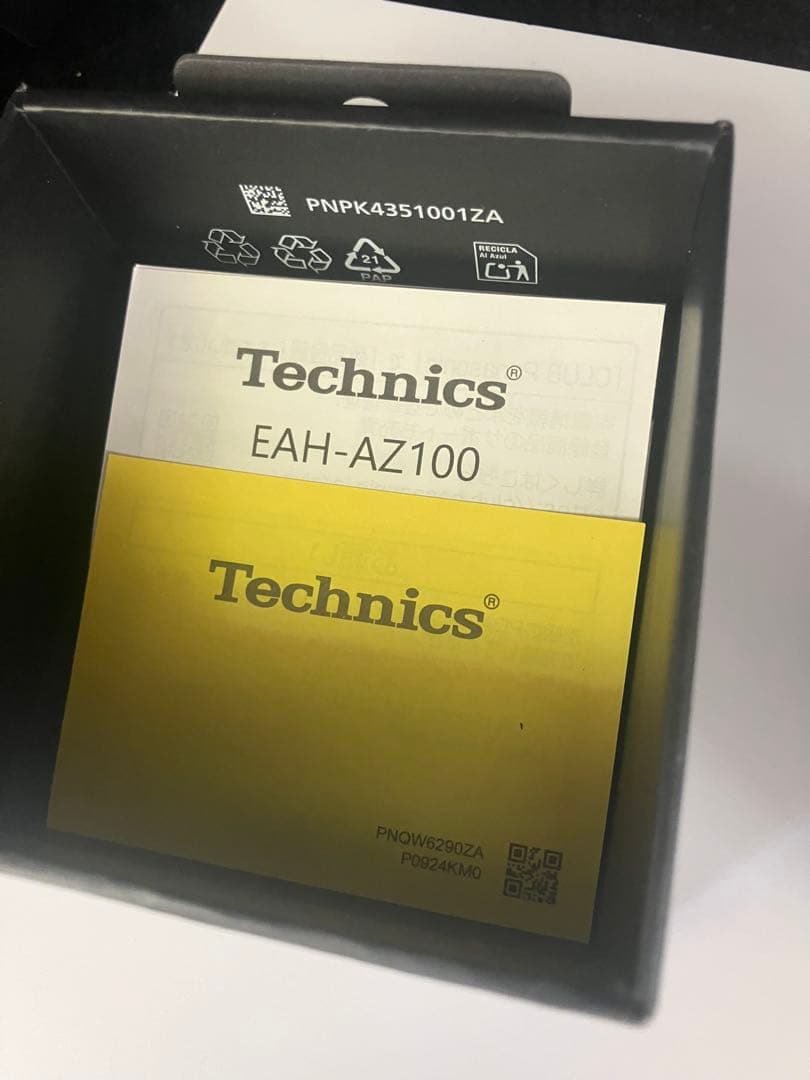 PNPK4351001ZA
21
PAP
RECICLA
Al Azul
Technics®
EAH-AZ100
Technics®
PNQW6290ZA
P0924KM0